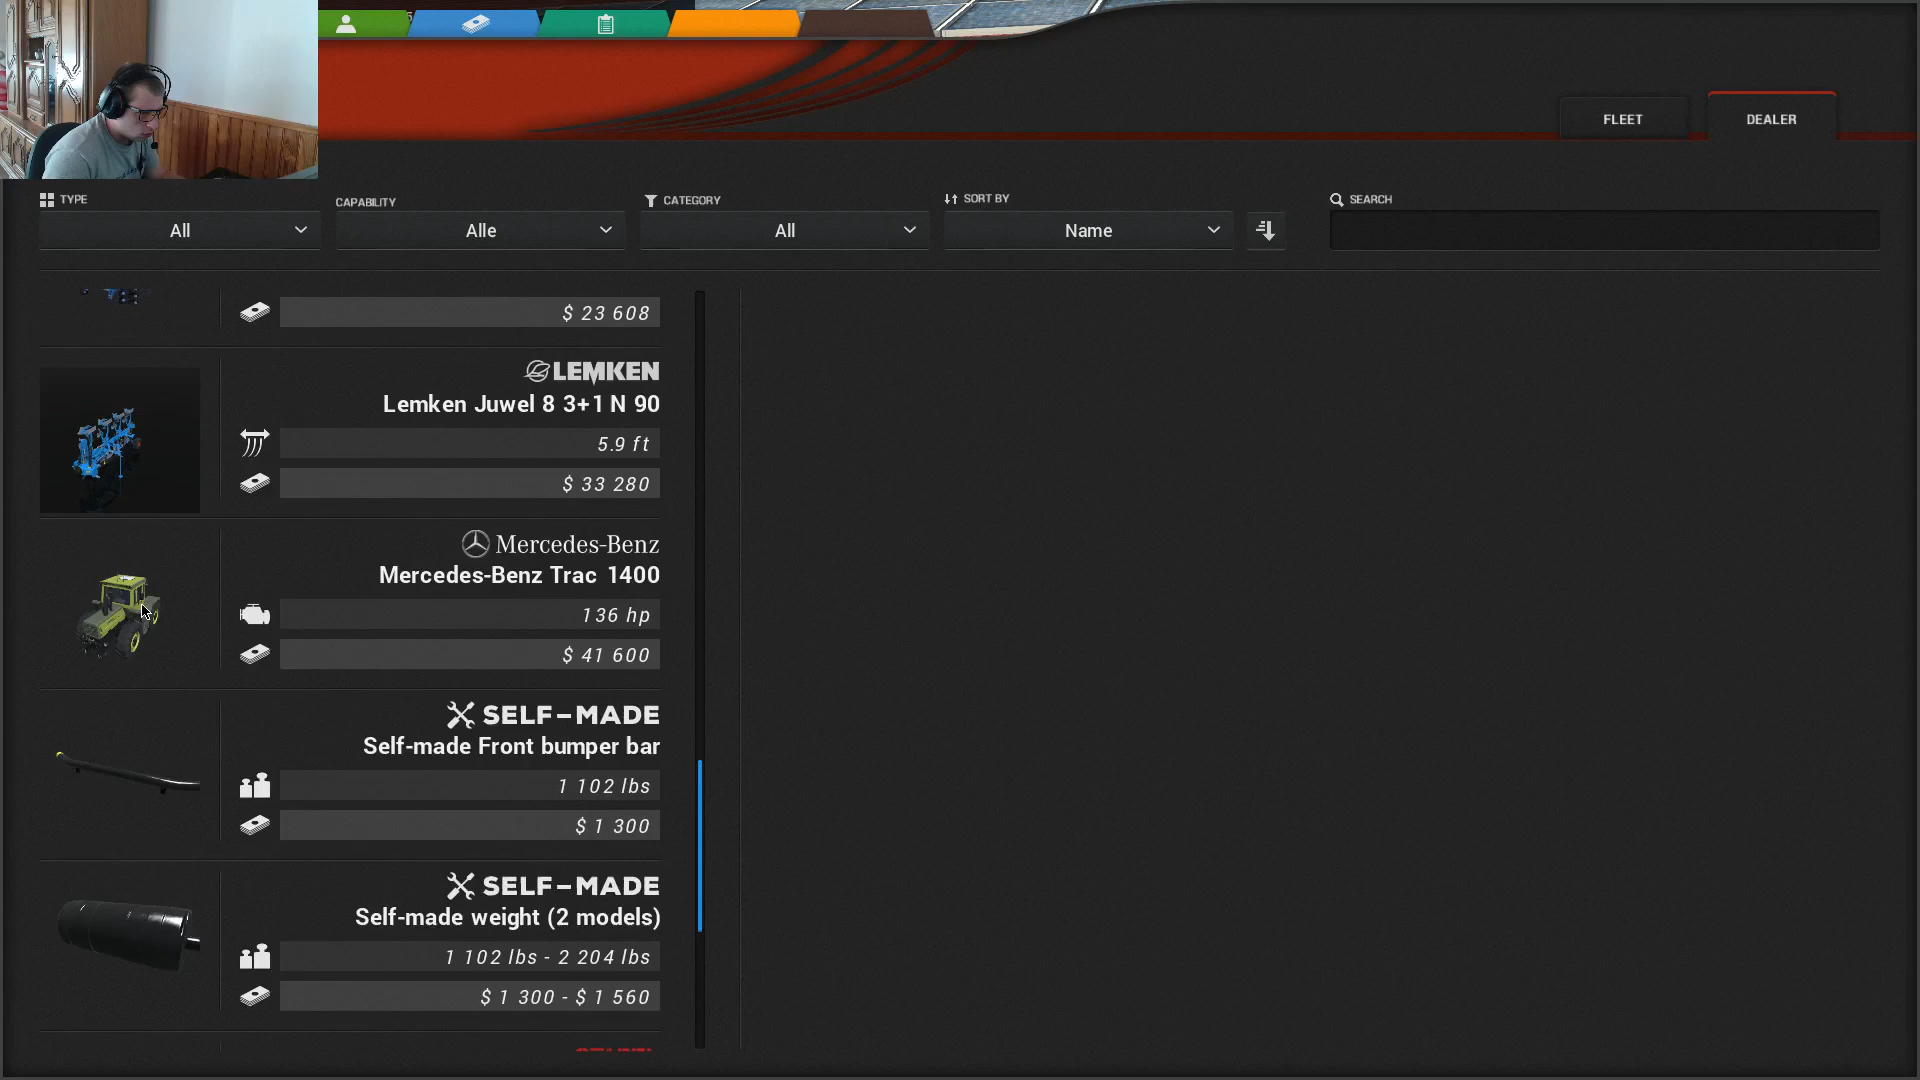 FLEET
DEALER
TYPE
CAPABILITY
CATEGORY
SORT BY
SEARCH
All
Alle
All
Name
$ 23 608
LEMKEN
Lemken Juwel 8 3+1 N 90
5.9 ft
$ 33 280
Mercedes-Benz
Mercedes-Benz Trac 1400
136 hp
$ 41 600
SELF-MADE
Self-made Front bumper bar
1 102 lbs
$ 1 300
SELF-MADE
Self-made weight (2 models)
1 102 lbs - 2 204 lbs
$ 1 300 - $ 1 560